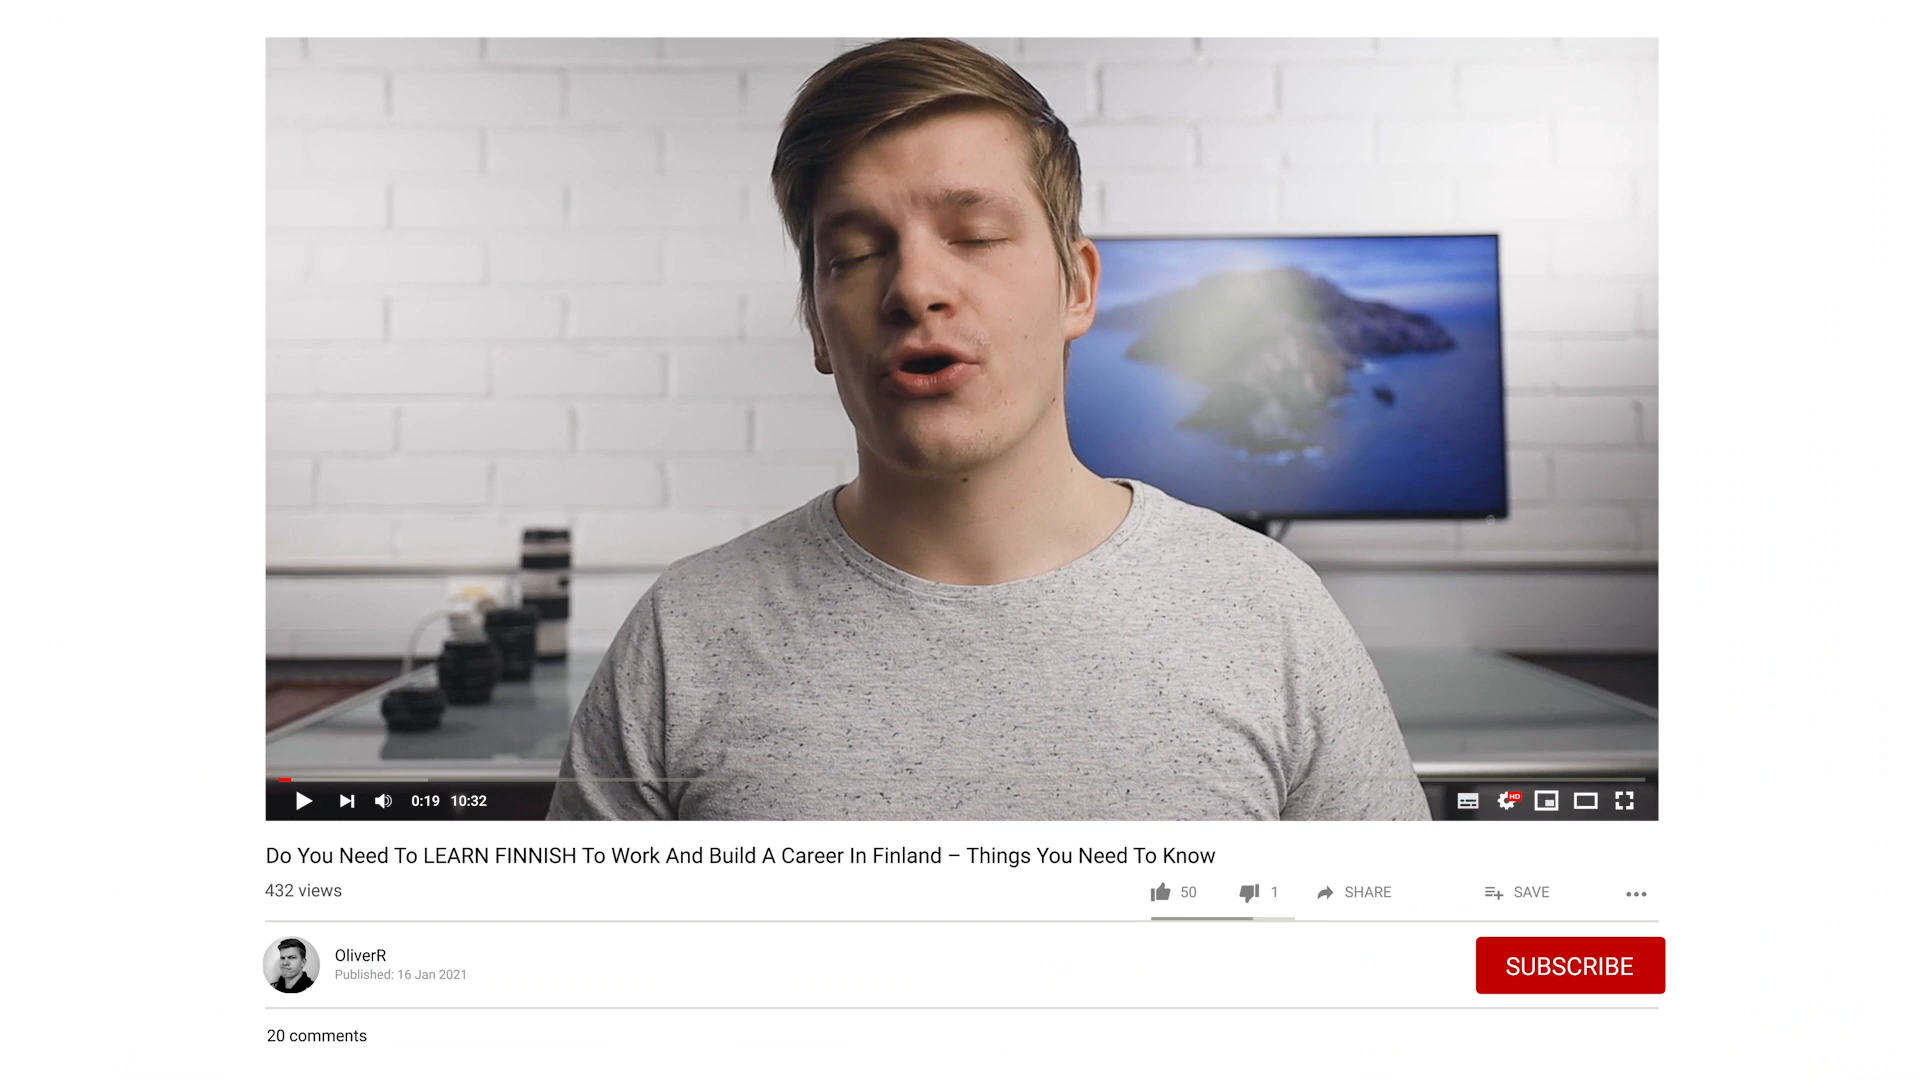 0:19 10:32
HD
Do You Need To LEARN FINNISH To Work And Build A Career In Finland – Things You Need To Know
432 views
50 1 SHARE SAVE
OliverR
Published: 16 Jan 2021
SUBSCRIBE
20 comments